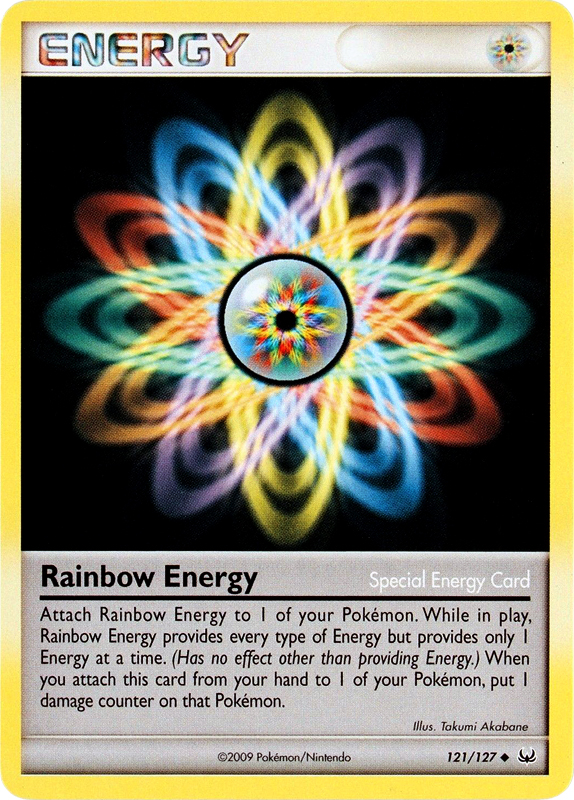 ENERGY
Rainbow Energy Special Energy Card
Attach Rainbow Energy to 1 of your Pokémon. While in play,
Rainbow Energy provides every type of Energy but provides only 1
Energy at a time. (Has no effect other than providing Energy.) When
you attach this card from your hand to 1 of your Pokémon, put 1
damage counter on that Pokémon.
Illus. Takumi Akabane
©2009 Pokémon/Nintendo 121/127